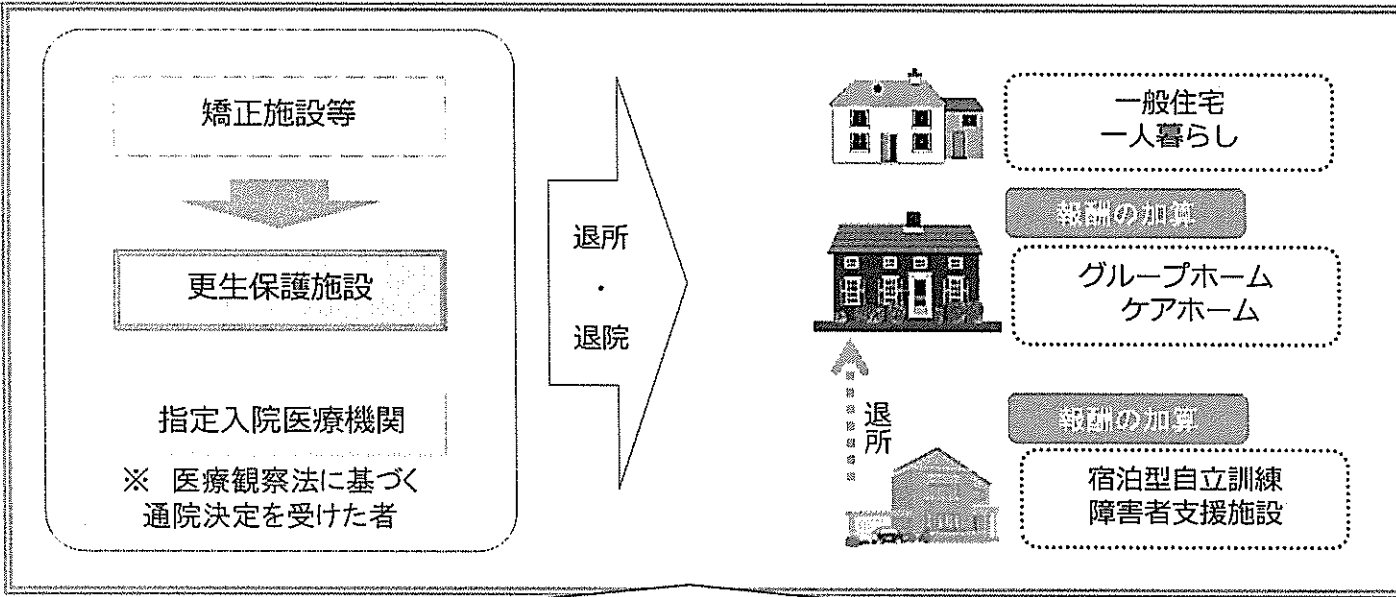 矯正施設等
更生保護施設
指定入院医療機関
※ 医療観察法に基づく
通院決定を受けた者
退所
・
退院
一般住宅
一人暮らし
報酬の加算
グループホーム
ケアホーム
退所
報酬の加算
宿泊型自立訓練
障害者支援施設